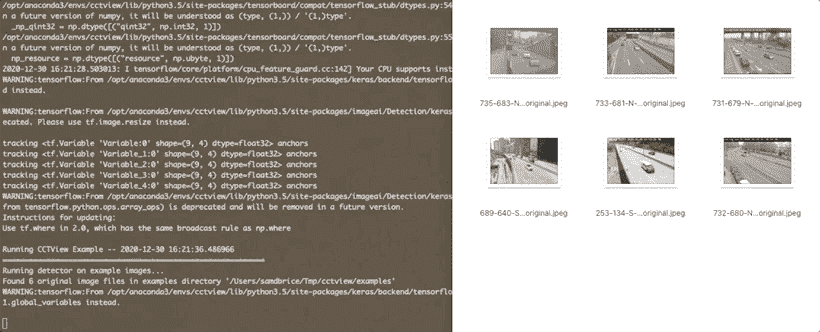 /opt/anaconda3/envs/cctview/lib/python3.5/site-packages/tensorboard/compat/tensorflow_stub/dtypes.py:54
n a future version of numpy, it will be understood as (type, (1,)) / '(1,)type'.
_np_qint32 = np.dtype([("qint32", np.int32, 1)])
/opt/anaconda3/envs/cctview/lib/python3.5/site-packages/tensorboard/compat/tensorflow_stub/dtypes.py:55
n a future version of numpy, it will be understood as (type, (1,)) / '(1,)type'.
np_resource = np.dtype([("resource", np.ubyte, 1)])
2020-12-30 16:21:28.503013: I tensorflow/core/platform/cpu_feature_guard.cc:142] Your CPU supports inst
WARNING:tensorflow:From /opt/anaconda3/envs/cctview/lib/python3.5/site-packages/keras/backend/tensorflow
d instead.
WARNING:tensorflow:From /opt/anaconda3/envs/cctview/lib/python3.5/site-packages/imageai/Detection/keras
ecated. Please use tf.image.resize instead.
tracking <tf.Variable 'Variable:0' shape=(9, 4) dtype=float32> anchors
tracking <tf.Variable 'Variable_1:0' shape=(9, 4) dtype=float32> anchors
tracking <tf.Variable 'Variable_2:0' shape=(9, 4) dtype=float32> anchors
tracking <tf.Variable 'Variable_3:0' shape=(9, 4) dtype=float32> anchors
tracking <tf.Variable 'Variable_4:0' shape=(9, 4) dtype=float32> anchors
WARNING:tensorflow:From /opt/anaconda3/envs/cctview/lib/python3.5/site-packages/imageai/Detection/keras
from tensorflow.python.ops.array_ops) is deprecated and will be removed in a future version.
Instructions for updating:
Use tf.where in 2.0, which has the same broadcast rule as np.where
Running CCTView Example -- 2020-12-30 16:21:36.486966
Running detector on example images...
Found 6 original image files in examples directory '/Users/samdbrice/Tmp/cctview/examples'
WARNING:tensorflow:From /opt/anaconda3/envs/cctview/lib/python3.5/site-packages/keras/backend/tensorflo
1.global_variables instead.
735-683-N...original.jpeg
733-681-N-...original.jpeg
731-679-N...original.jpeg
689-640-S...original.jpeg
253-134-S-...original.jpeg
732-680-N...original.jpeg